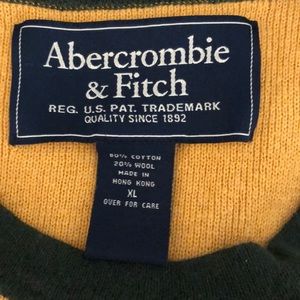 Abercrombie
& Fitch
REG. U.S. PAT. TRADEMARK
QUALITY SINCE 1892
80% COTTON
20% WOOL
MADE IN
HONG KONG
XL
OVER FOR CARE